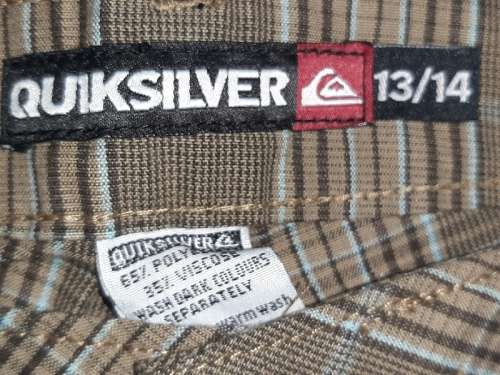 QUIKSILVER 13/14
QUIKSILVER
65% POLY
35% VISCOSE
WASH DARK COLOURS
SEPARATELY
warm wash